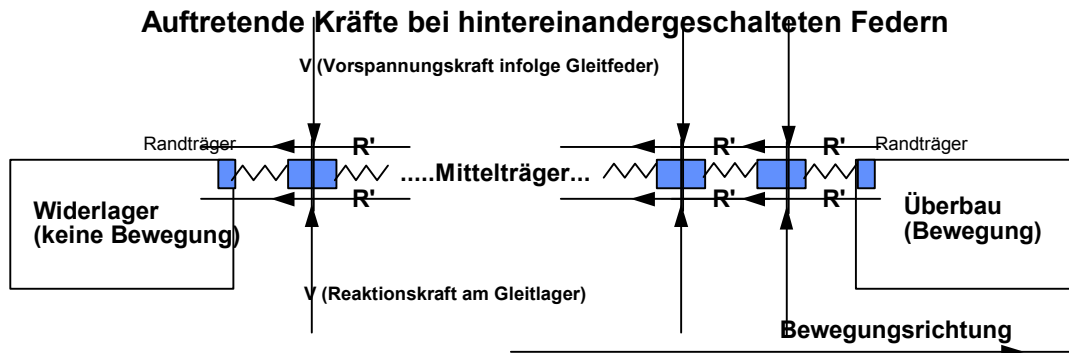 Auftretende Kräfte bei hintereinandergeschalteten Federn
V (Vorspannungskraft infolge Gleitfeder)
Randträger R' R' R' Randträger
.....Mittelträger...
R' R' R'
Widerlager
(keine Bewegung)
Überbau
(Bewegung)
V (Reaktionskraft am Gleitlager)
Bewegungsrichtung